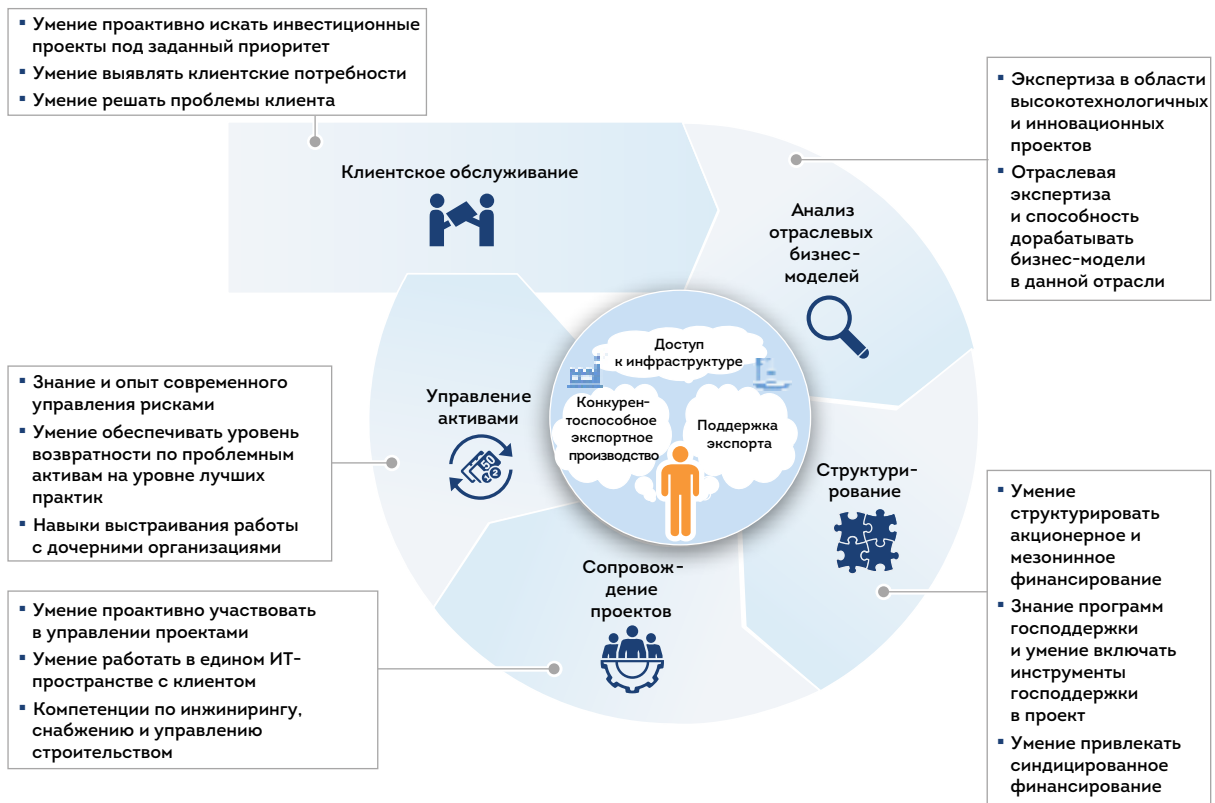 ▪ Умение проактивно искать инвестиционные
проекты под заданный приоритет
▪ Умение выявлять клиентские потребности
▪ Умение решать проблемы клиента
Клиентское обслуживание
▪ Экспертиза в области
высокотехнологичных
и инновационных
проектов
▪ Отраслевая
экспертиза
и способность
дорабатывать
бизнес-модели
в данной отрасли
Анализ
отраслевых
бизнес-
моделей
Доступ
к инфраструктуре
Конкурен-
тоспособное
экспортное
производство
Поддержка
экспорта
Управление
активами
50
2
▪ Знание и опыт современного
управления рисками
▪ Умение обеспечивать уровень
возвратности по проблемным
активам на уровне лучших
практик
▪ Навыки выстраивания работы
с дочерними организациями
Структури-
рование
▪ Умение
структурировать
акционерное и
мезонинное
финансирование
▪ Знание программ
господдержки
и умение включать
инструменты
господдержки
в проект
▪ Умение привлекать
синдицированное
финансирование
Сопровож-
дение
проектов
▪ Умение проактивно участвовать
в управлении проектами
▪ Умение работать в едином ИТ-
пространстве с клиентом
▪ Компетенции по инжинирингу,
снабжению и управлению
строительством